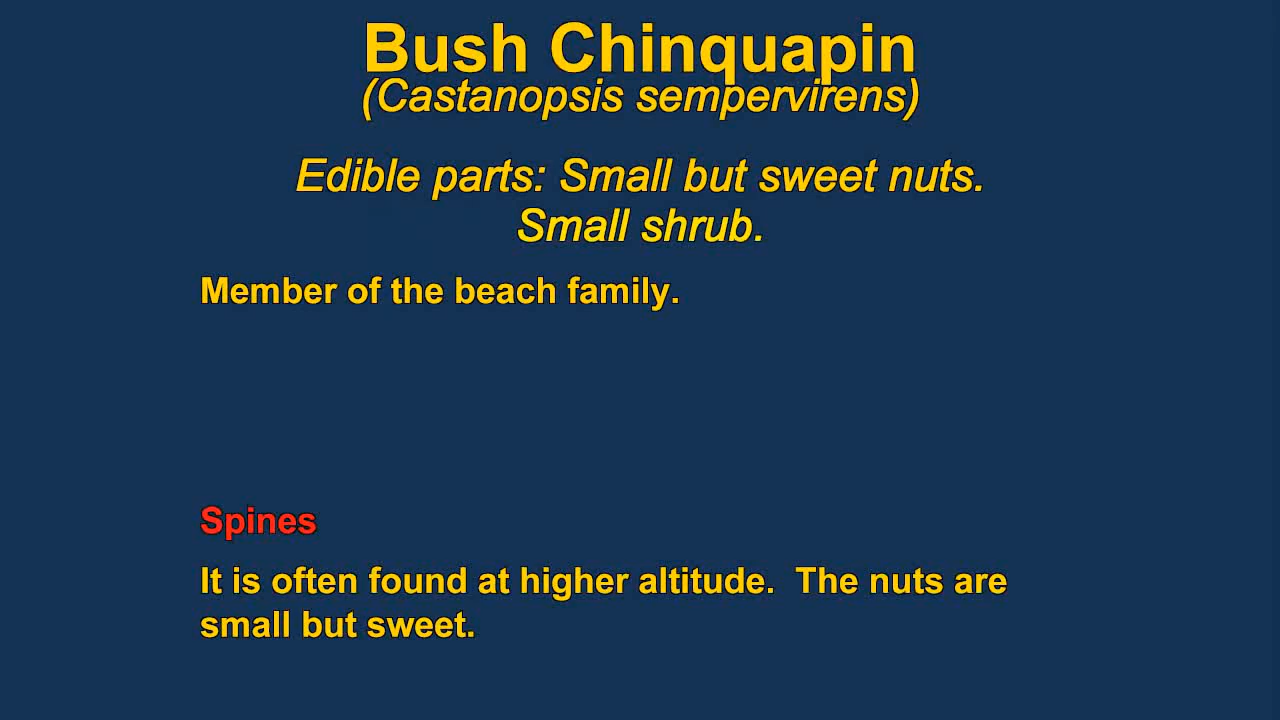 Bush Chinquapin
(Castanopsis sempervirens)
Edible parts: Small but sweet nuts.
Small shrub.
Member of the beach family.
Spines
It is often found at higher altitude.  The nuts are
small but sweet.